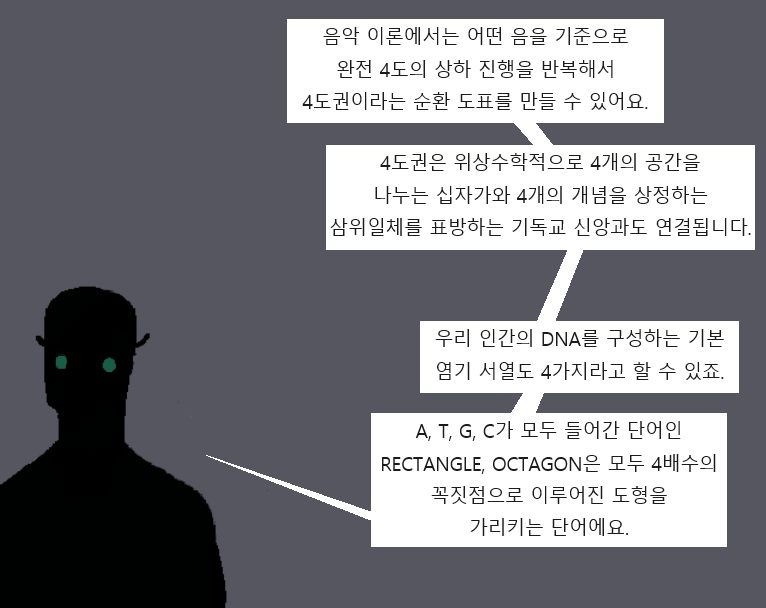 음악 이론에서는 어떤 음을 기준으로
완전 4도의 상하 진행을 반복해서
4도권이라는 순환 도표를 만들 수 있어요.
4도권은 위상수학적으로 4개의 공간을
나누는 십자가와 4개의 개념을 상정하는
삼위일체를 표방하는 기독교 신앙과도 연결됩니다.
우리 인간의 DNA를 구성하는 기본
염기 서열도 4가지라고 할 수 있죠.
A, T, G, C가 모두 들어간 단어인
RECTANGLE, OCTAGON은 모두 4배수의
꼭짓점으로 이루어진 도형을
가리키는 단어에요.